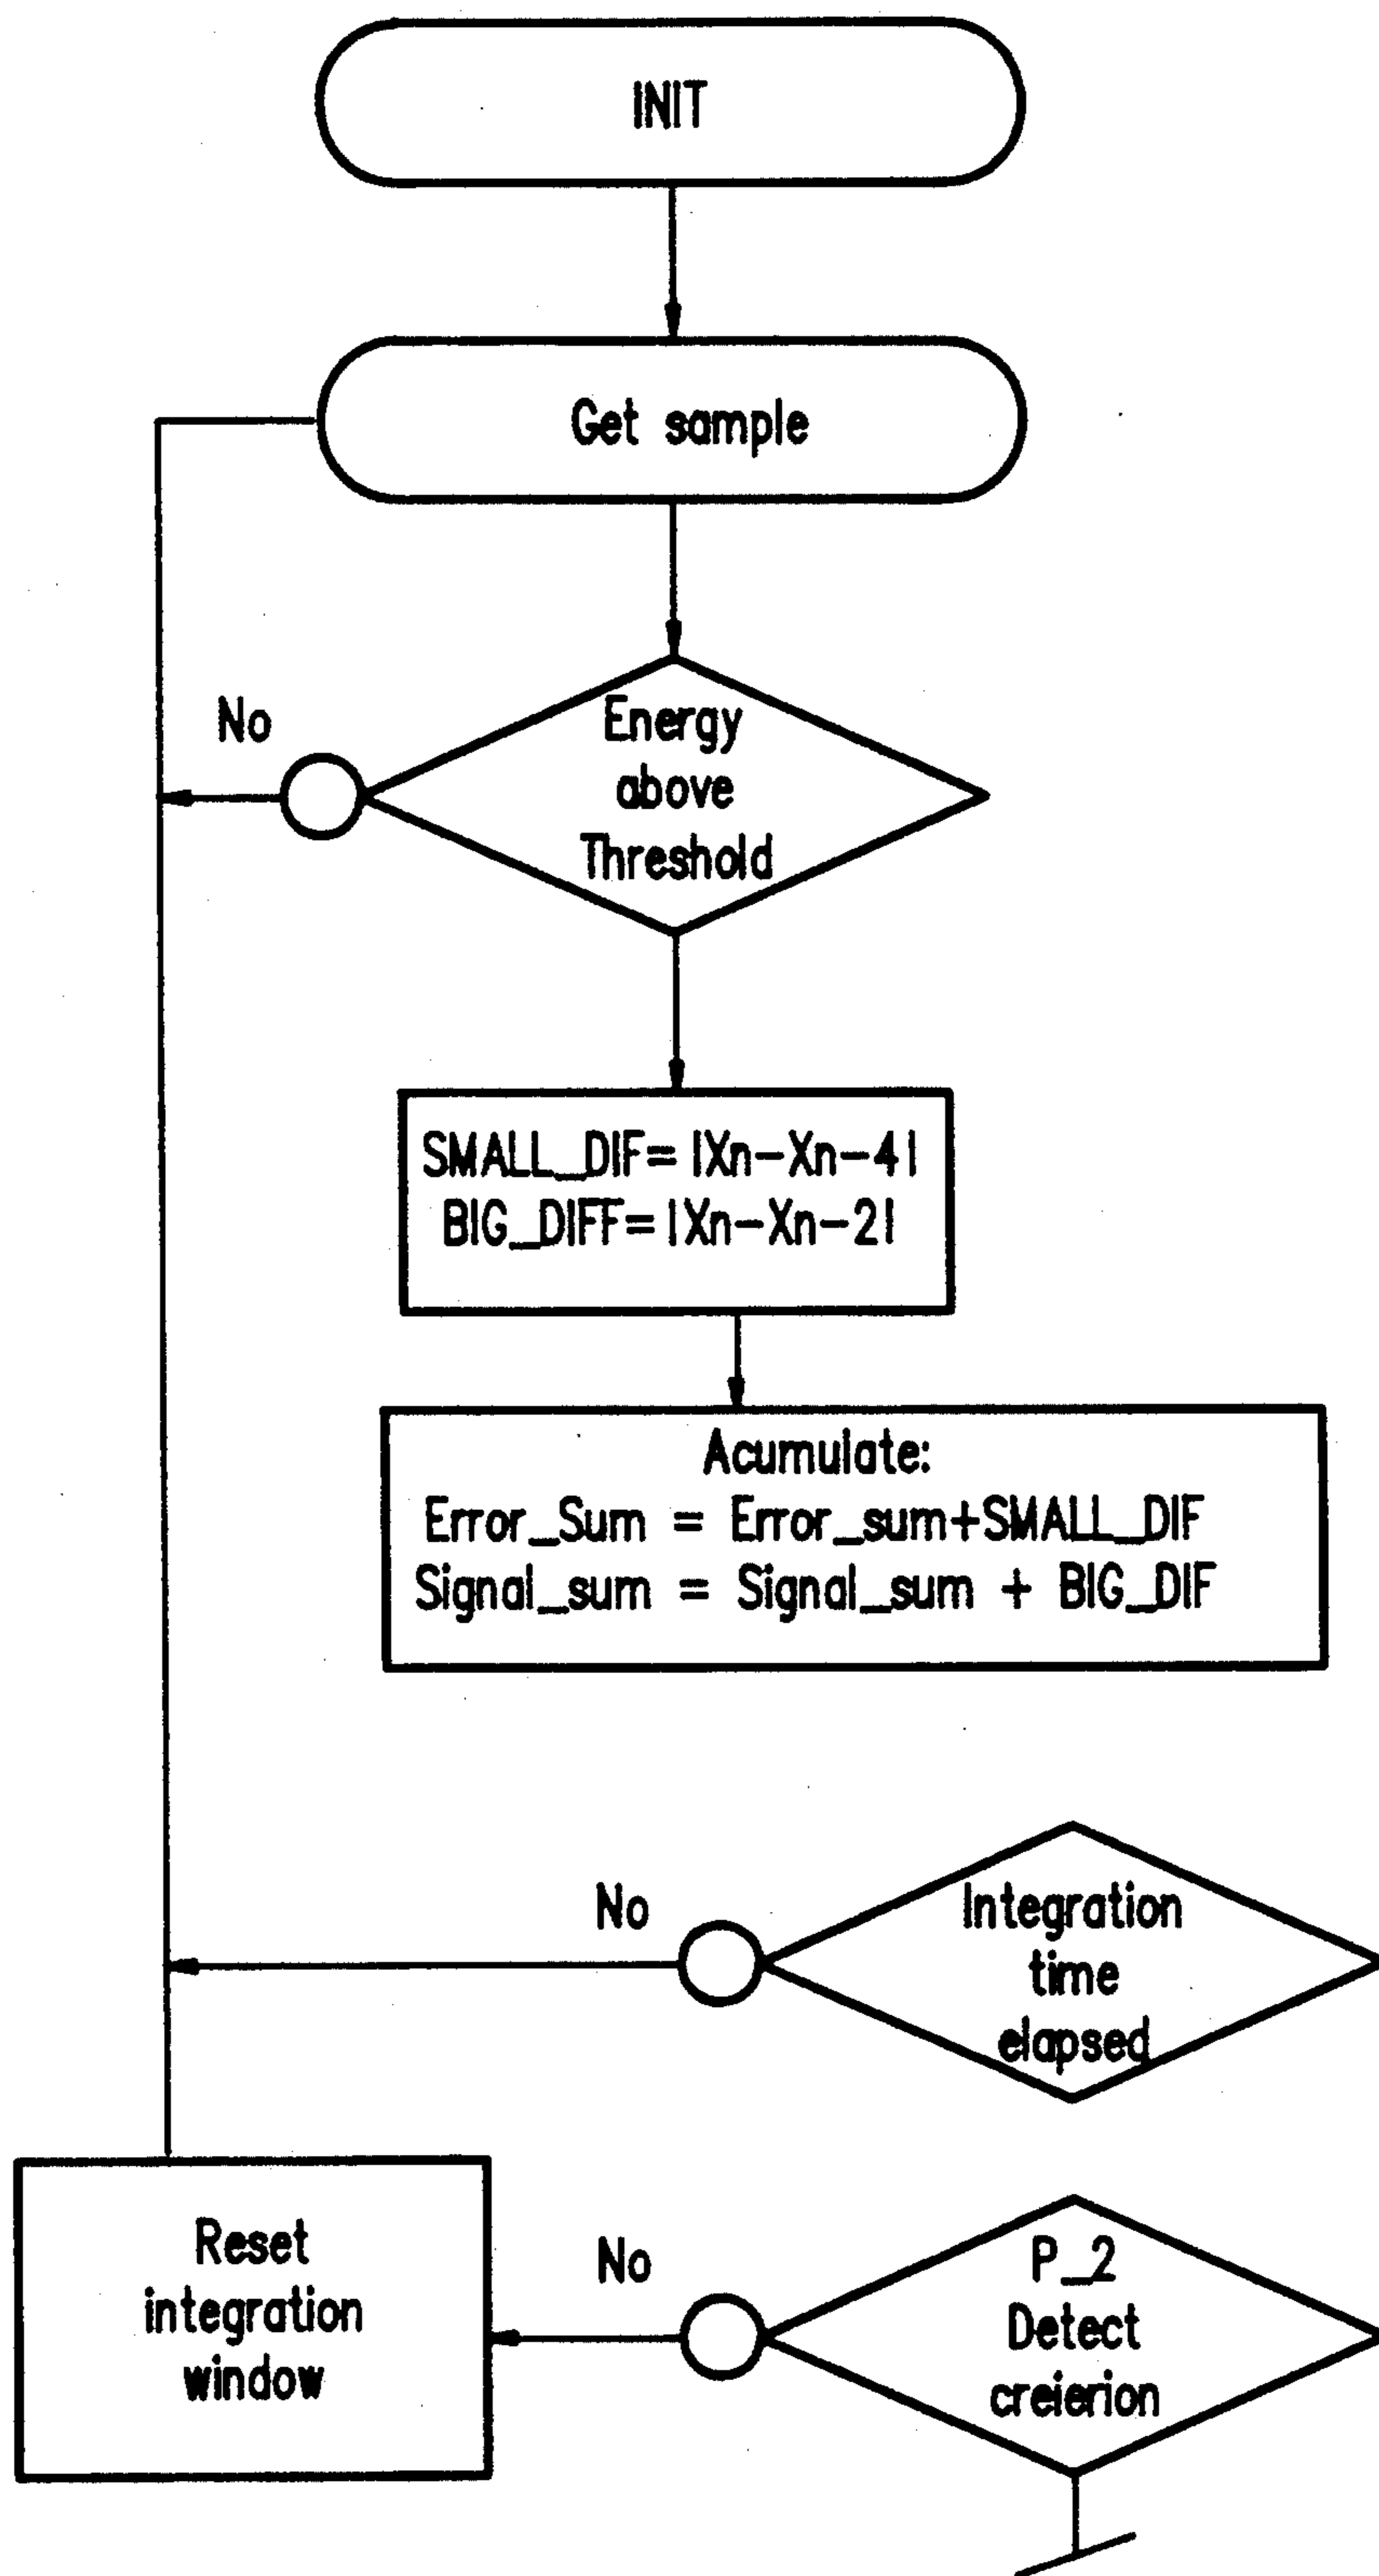 INIT
Get sample
No
Energy
above
Threshold
SMALL_DIF= |Xn-Xn-4|
BIG_DIFF= |Xn-Xn-2|
Acumulate:
Error_Sum = Error_sum+SMALL_DIF
Signal_sum = Signal_sum + BIG_DIF
No
Integration
time
elapsed
Reset
integration
window
No
P_2
Detect
creierion